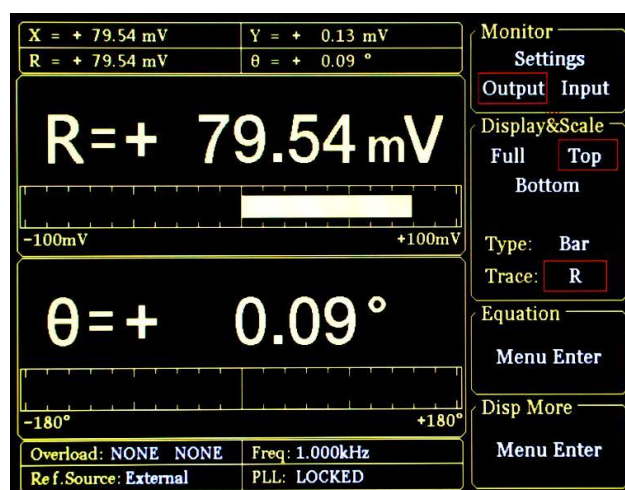 X = + 79.54 mV
Y = + 0.13 mV
R = + 79.54 mV
θ = + 0.09 °
R=+ 79.54 mV
-100mV
+100mV
θ=+ 0.09°
-180°
+180°
Overload: NONE NONE
Freq: 1.000kHz
Ref.Source: External
PLL: LOCKED
Monitor
Settings
Output Input
Display&Scale
Full Top
Bottom
Type: Bar
Trace: R
Equation
Menu Enter
Disp More
Menu Enter